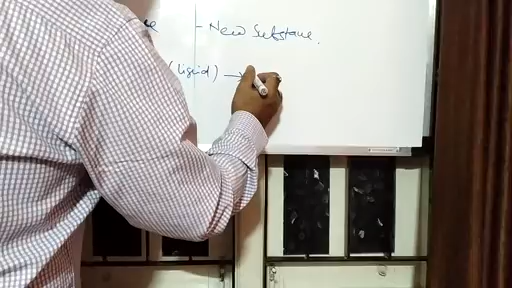 - New Substance.
(liquid) →